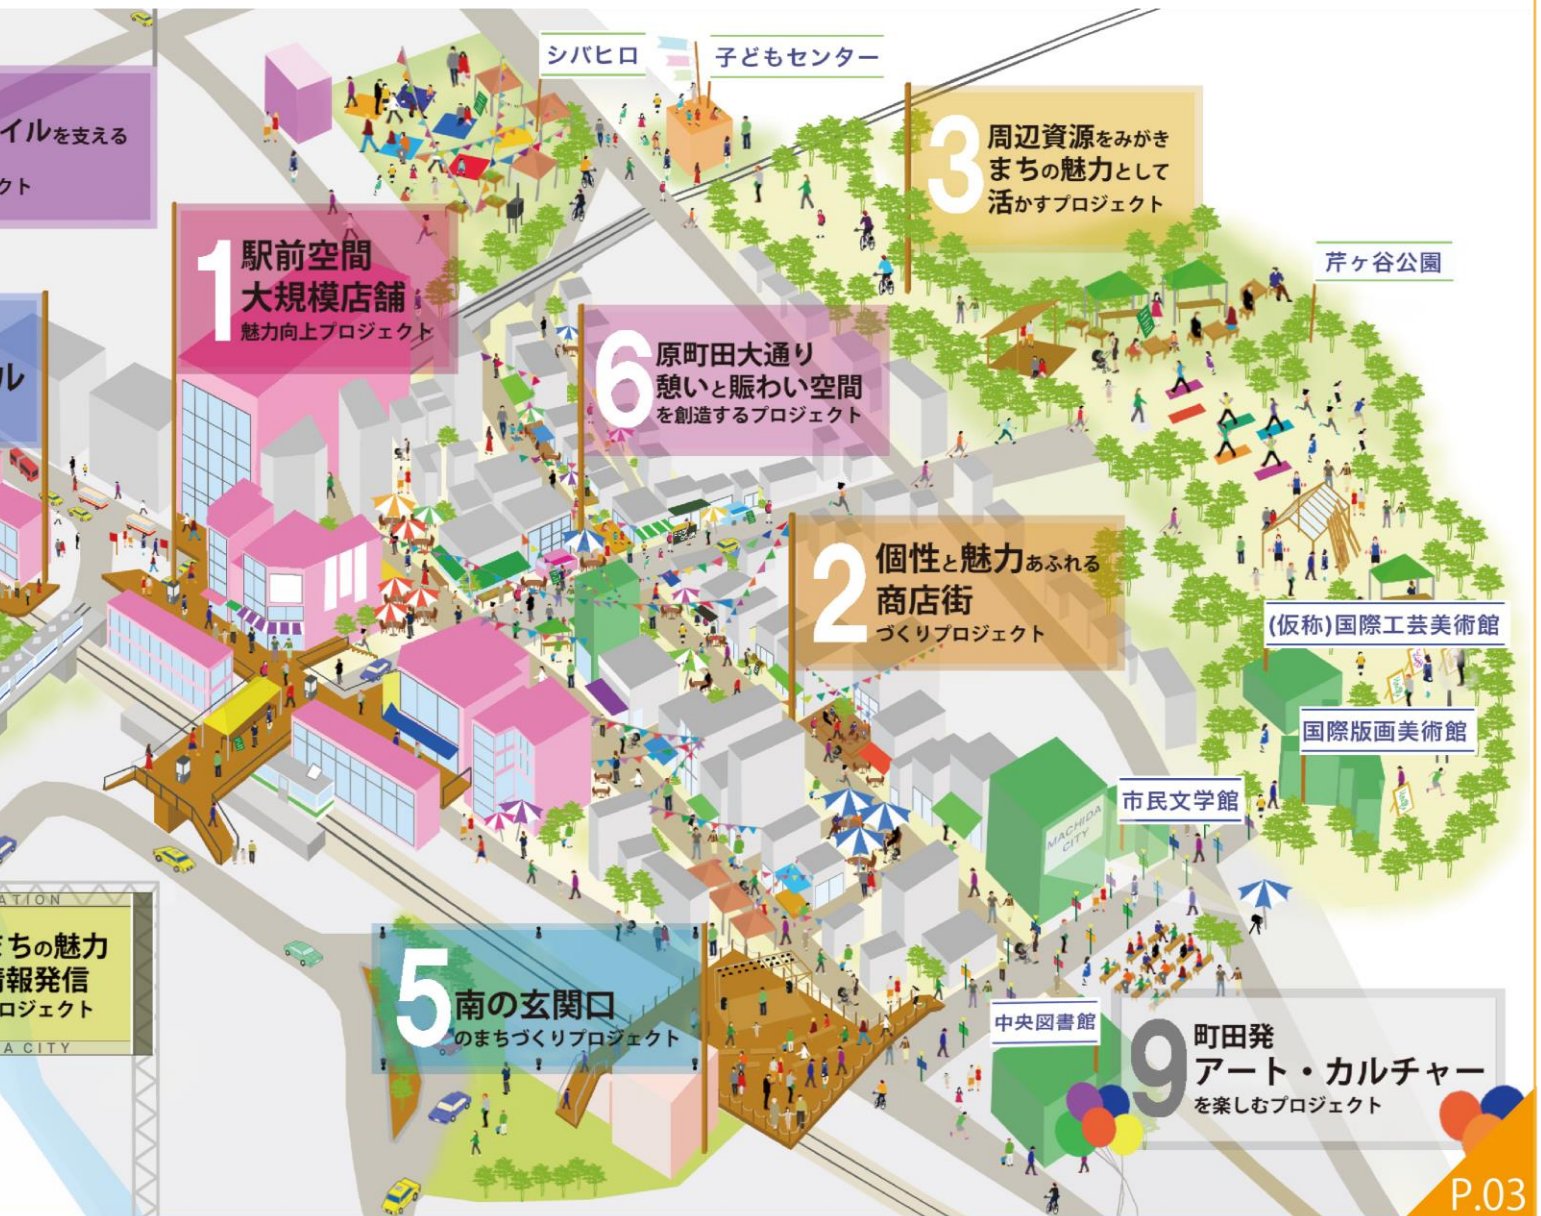 シバヒロ
子どもセンター
イルを支える
クト
3
周辺資源をみがき
まちの魅力として
活かすプロジェクト
1
駅前空間
大規模店舗
魅力向上プロジェクト
芹ヶ谷公園
ル
6
原町田大通り
憩いと賑わい空間
を創造するプロジェクト
2
個性と魅力あふれる
商店街
づくりプロジェクト
(仮称)国際工芸美術館
国際版画美術館
市民文学館
MACHIDA
CITY
ATION
まちの魅力
情報発信
ロジェクト
A CITY
5
南の玄関口
のまちづくりプロジェクト
中央図書館
9
町田発
アート・カルチャー
を楽しむプロジェクト
P.03